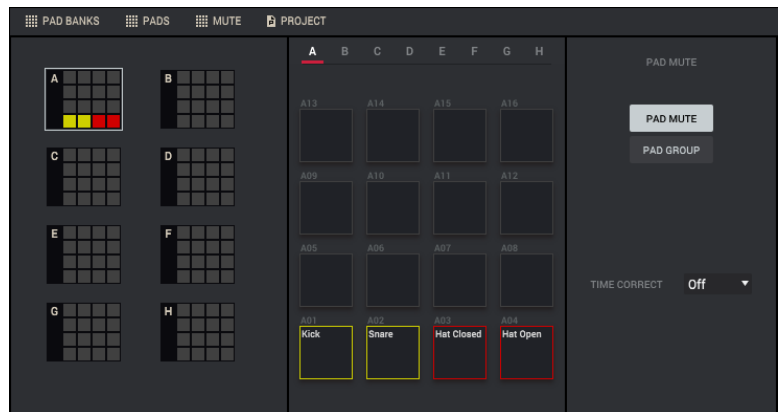 PAD BANKS PADS MUTE PROJECT
A B C D E F G H
PAD MUTE
A B
A13 A14 A15 A16
PAD MUTE
PAD GROUP
C D
A09 A10 A11 A12
E F
A05 A06 A07 A08
TIME CORRECT Off
G H
A01 A02 A03 A04
Kick Snare Hat Closed Hat Open